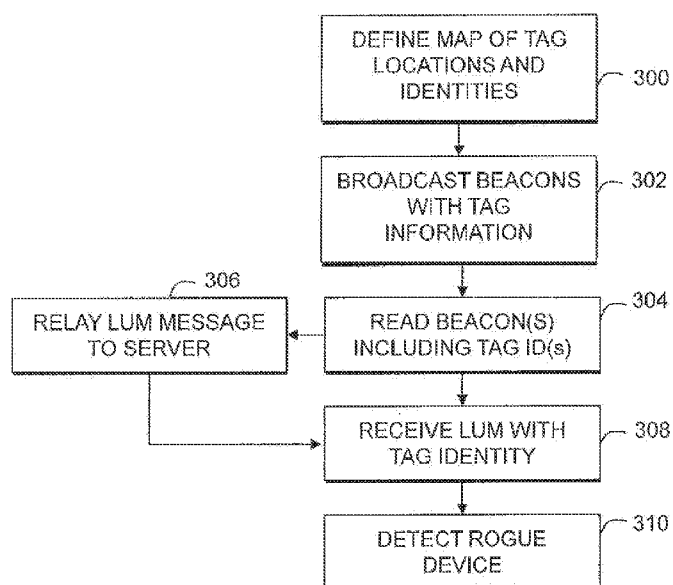 DEFINE MAP OF TAG
LOCATIONS AND
IDENTITIES
300
BROADCAST BEACONS
WITH TAG
INFORMATION
302
306
RELAY LUM MESSAGE
TO SERVER
READ BEACON(S)
INCLUDING TAG ID(s)
304
RECEIVE LUM WITH
TAG IDENTITY
308
DETECT ROGUE
DEVICE
310